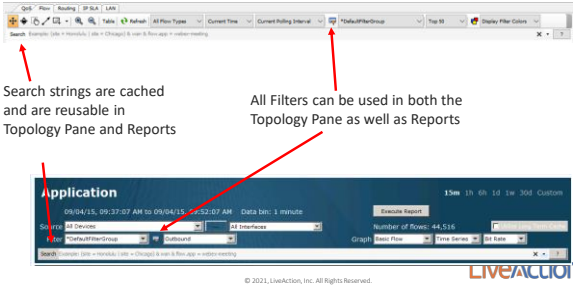 QoS Flow Routing IP SLA LAN
Table Refresh All Flow Types Current Time Current Polling Interval *DefaultFilterGroup Top 50 Display Filter Colors
Search Example: (site = Honolulu | site = Chicago) & wan & flow.app = webex-meeting
Search strings are cached
and are reusable in
Topology Pane and Reports
All Filters can be used in both the
Topology Pane as well as Reports
Application
15m 1h 6h 1d 1w 30d Custom
09/04/15, 09:37:07 AM to 09/04/15, 09:52:07 AM Data bin: 1 minute
Execute Report
Source All Devices All Interfaces Number of flows: 44,516
Filter *DefaultFilterGroup Outbound Graph Basic Flow Time Series Bit Rate
Search Example: (site = Honolulu | site = Chicago) & wan & flow.app = webex-meeting
LIVEACTION
© 2021, LiveAction, Inc. All Rights Reserved.